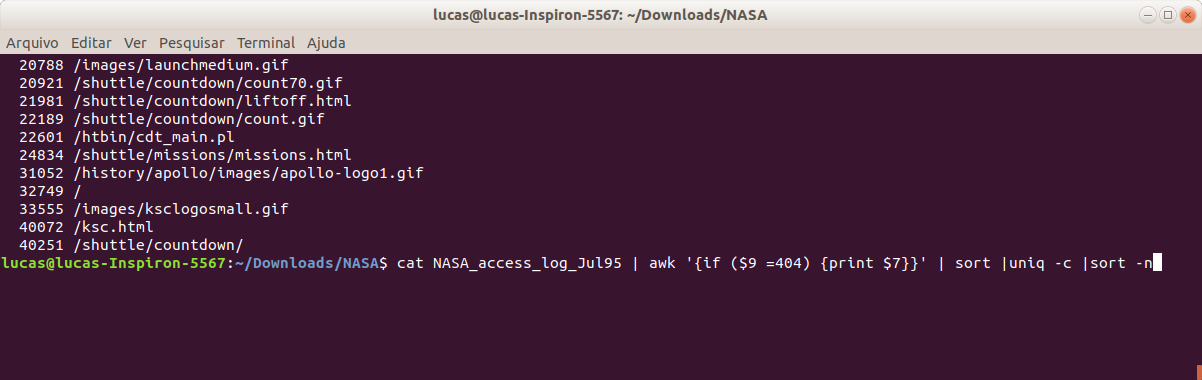 lucas@lucas-Inspiron-5567: ~/Downloads/NASA
Arquivo Editar Ver Pesquisar Terminal Ajuda
20788 /images/launchmedium.gif
20921 /shuttle/countdown/count70.gif
21981 /shuttle/countdown/liftoff.html
22189 /shuttle/countdown/count.gif
22601 /htbin/cdt_main.pl
24834 /shuttle/missions/missions.html
31052 /history/apollo/images/apollo-logo1.gif
32749 /
33555 /images/ksclogosmall.gif
40072 /ksc.html
40251 /shuttle/countdown/
lucas@lucas-Inspiron-5567:~/Downloads/NASA$ cat NASA_access_log_Jul95 | awk '{if ($9 =404) {print $7}}' | sort |uniq -c |sort -n